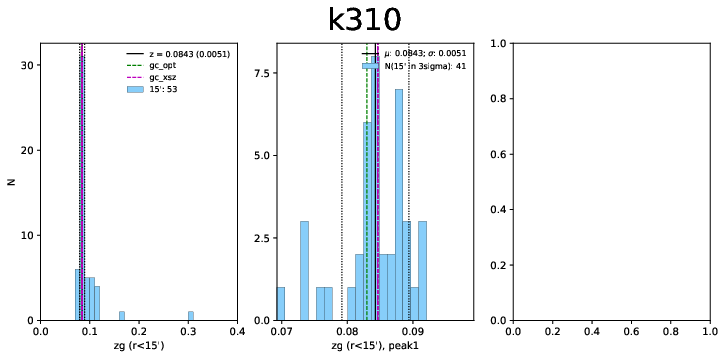 k310
z = 0.0843 (0.0051)
gc_opt
gc_xsz
15': 53
N
0
10
20
30
0.0 0.1 0.2 0.3 0.4
zg (r<15')
μ: 0.0843; σ: 0.0051
N(15' in 3sigma): 41
0.0
2.5
5.0
7.5
0.07 0.08 0.09
zg (r<15'), peak1
1.0
0.8
0.6
0.4
0.2
0.0
0.0 0.2 0.4 0.6 0.8 1.0